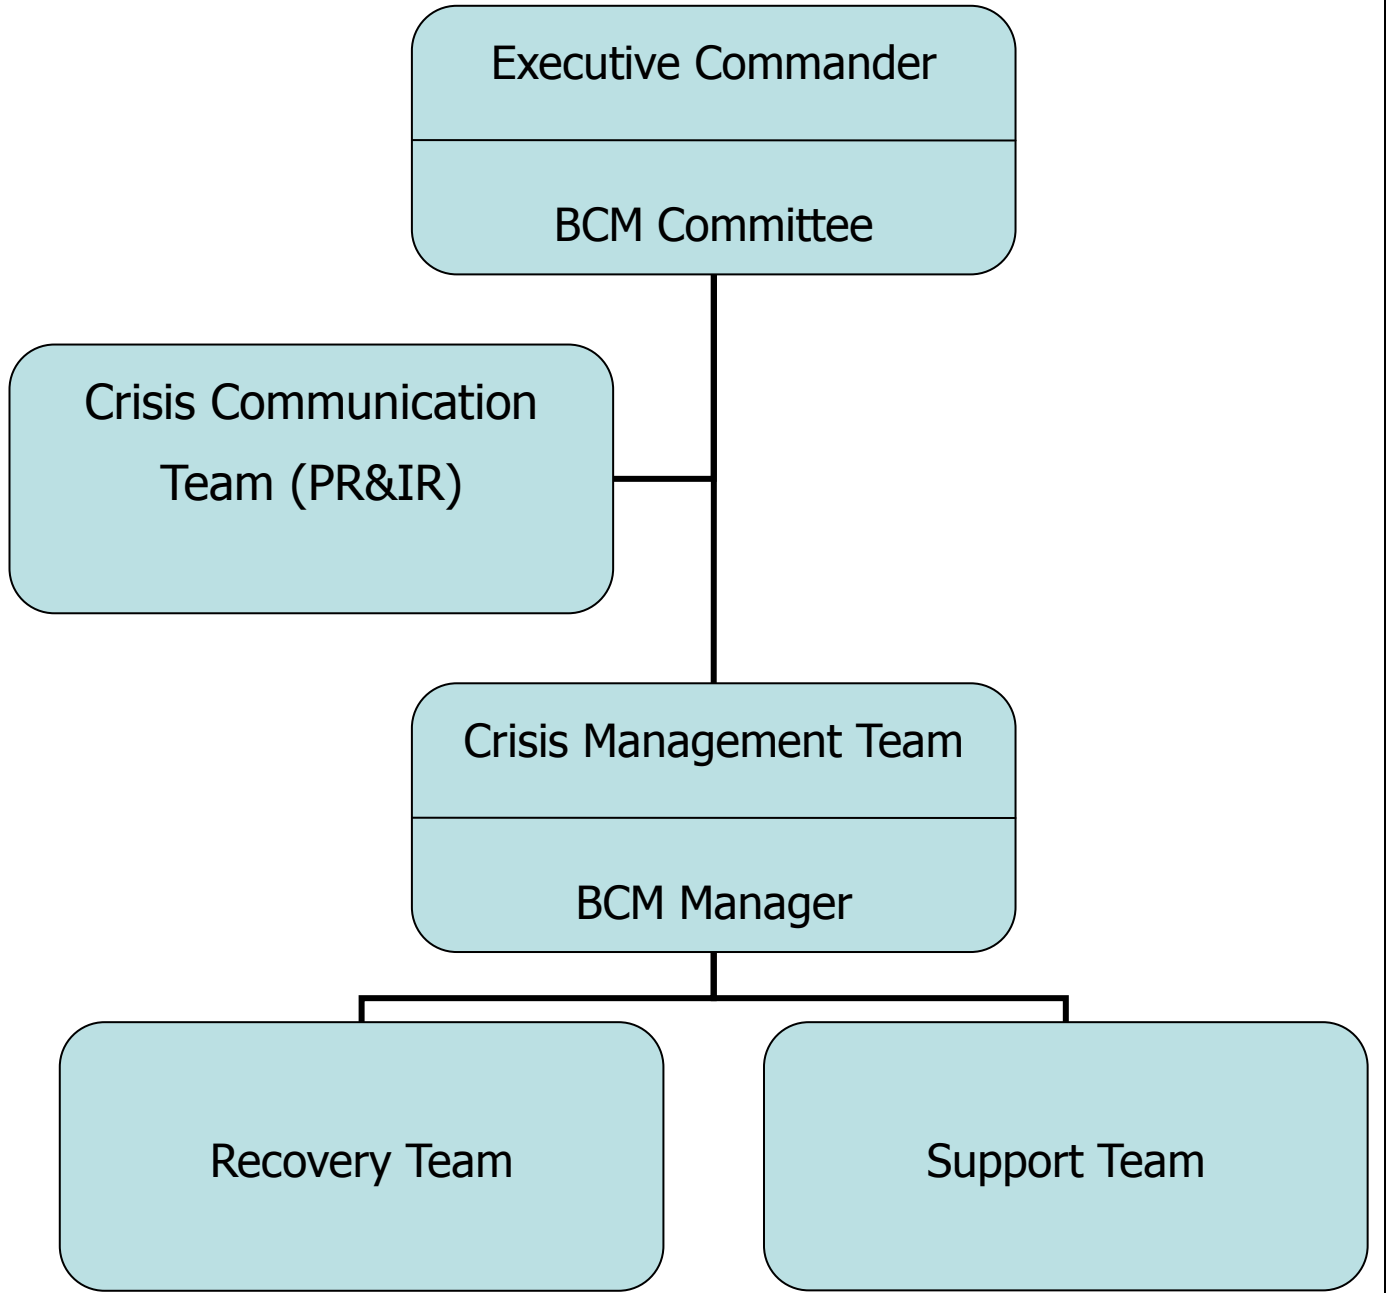 Executive Commander
BCM Committee
Crisis Communication
Team (PR&IR)
Crisis Management Team
BCM Manager
Recovery Team
Support Team